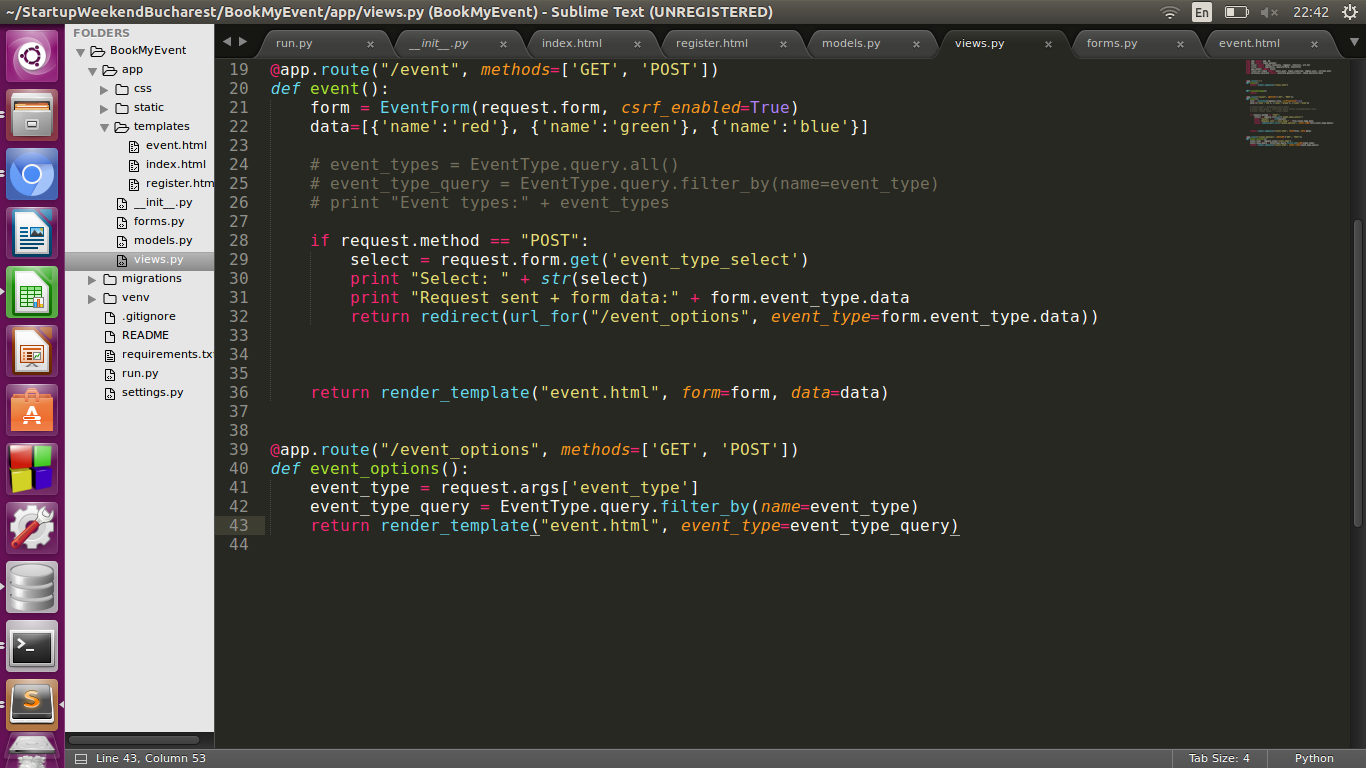 ~/StartupWeekendBucharest/BookMyEvent/app/views.py (BookMyEvent) - Sublime Text (UNREGISTERED)
En
22:42
FOLDERS
BookMyEvent
app
css
static
templates
event.html
index.html
register.htm
__init__.py
forms.py
models.py
views.py
migrations
venv
.gitignore
README
requirements.tx
run.py
settings.py
run.py
__init__.py
index.html
register.html
models.py
views.py
forms.py
event.html
19 @app.route("/event", methods=['GET', 'POST'])
20 def event():
21     form = EventForm(request.form, csrf_enabled=True)
22     data=[{'name':'red'}, {'name':'green'}, {'name':'blue'}]
23
24     # event_types = EventType.query.all()
25     # event_type_query = EventType.query.filter_by(name=event_type)
26     # print "Event types:" + event_types
27
28     if request.method == "POST":
29         select = request.form.get('event_type_select')
30         print "Select: " + str(select)
31         print "Request sent + form data:" + form.event_type.data
32         return redirect(url_for("/event_options", event_type=form.event_type.data))
33
34
35
36     return render_template("event.html", form=form, data=data)
37
38
39 @app.route("/event_options", methods=['GET', 'POST'])
40 def event_options():
41     event_type = request.args['event_type']
42     event_type_query = EventType.query.filter_by(name=event_type)
43     return render_template("event.html", event_type=event_type_query)
44
Line 43, Column 53
Tab Size: 4
Python